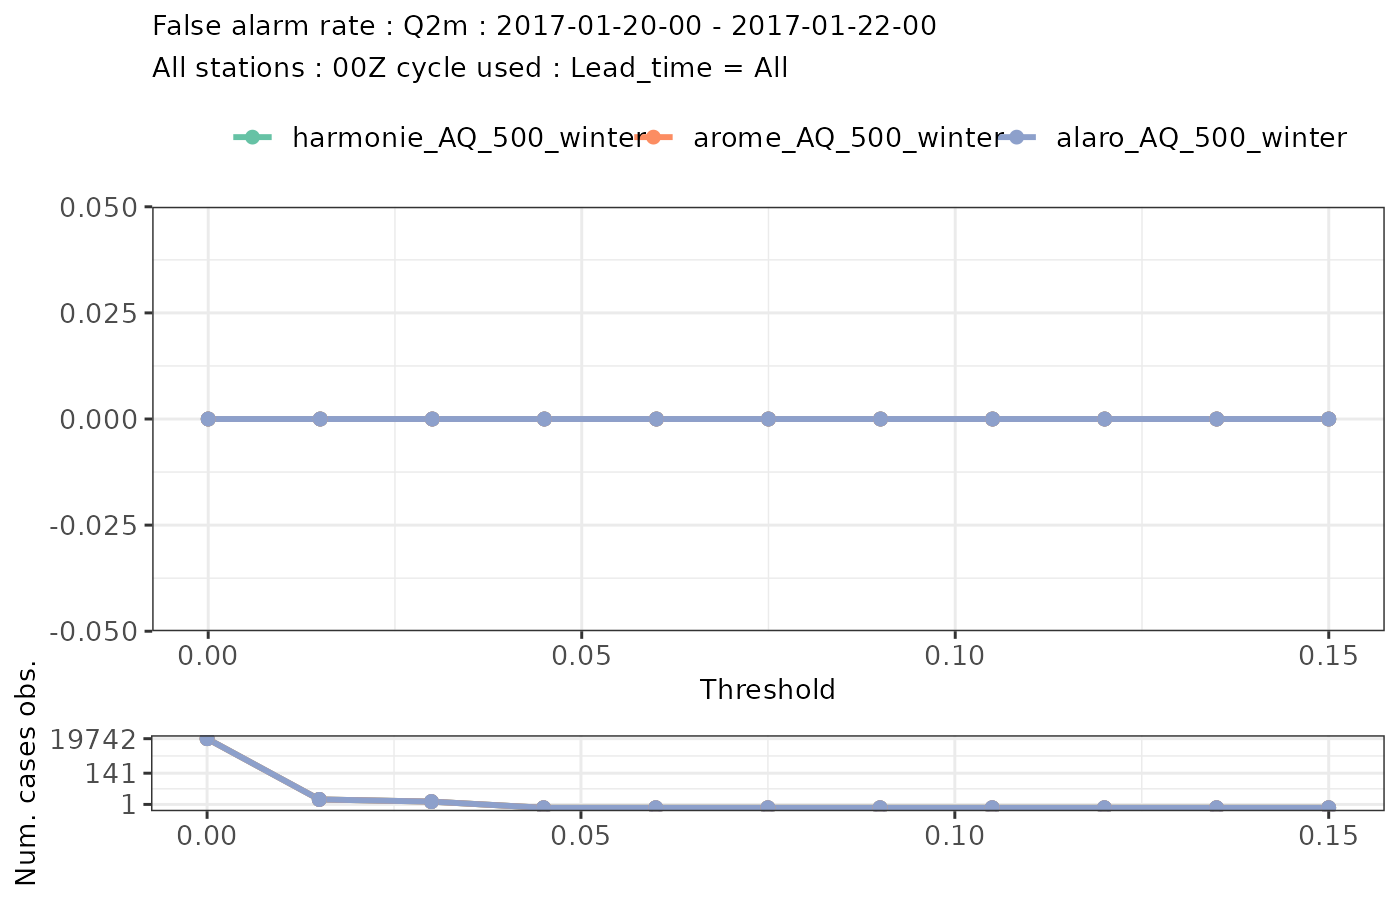 False alarm rate : Q2m : 2017-01-20-00 - 2017-01-22-00
All stations : 00Z cycle used : Lead_time = All
harmonie_AQ_500_winter arome_AQ_500_winter alaro_AQ_500_winter
0.050
0.025
0.000
-0.025
-0.050
0.00 0.05 0.10 0.15
Threshold
Num. cases obs.
19742
141
1
0.00 0.05 0.10 0.15